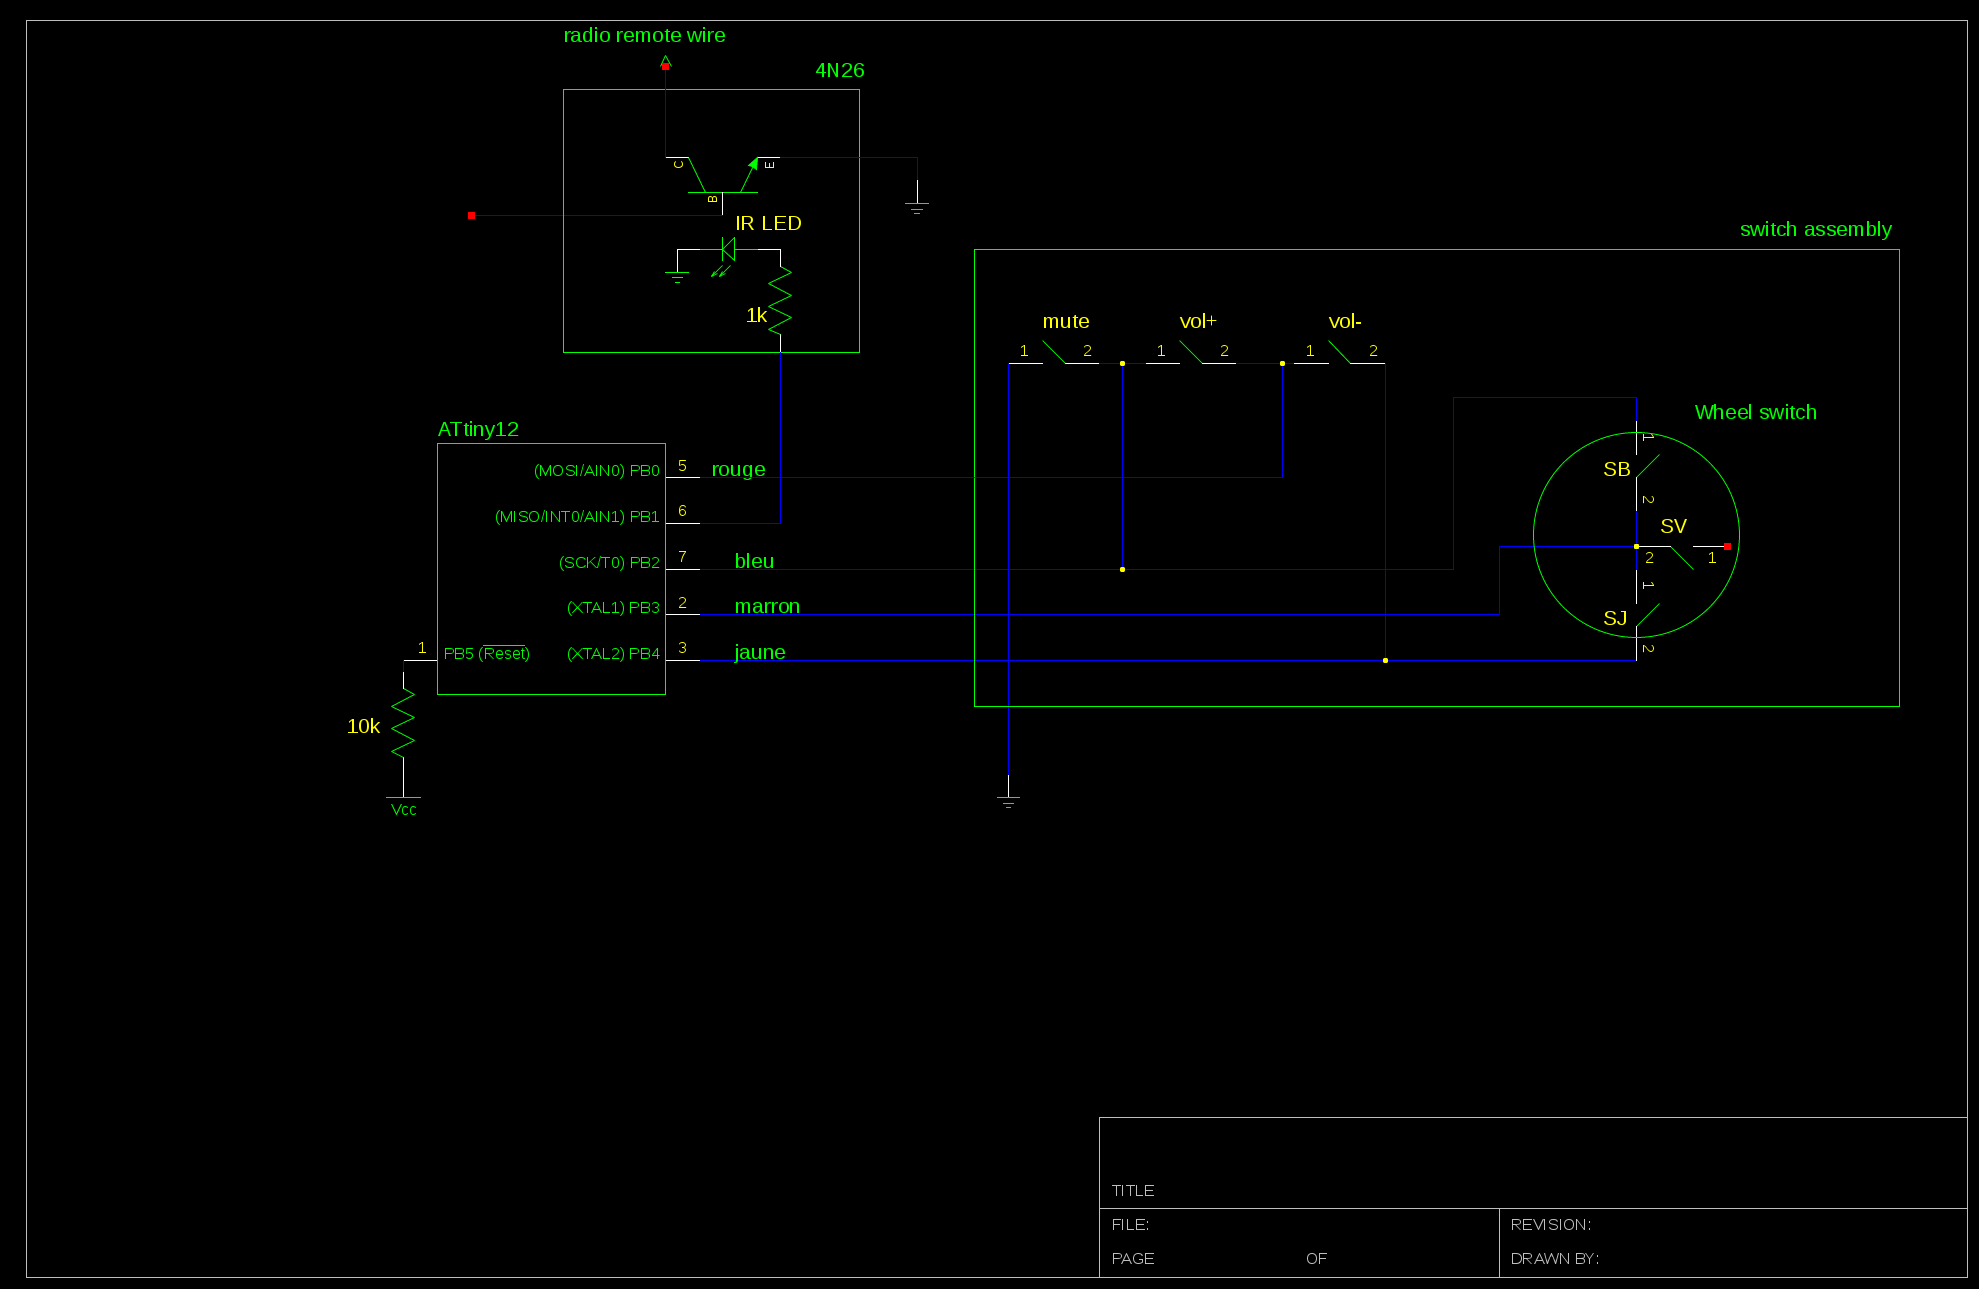 radio remote wire
4N26
C
E
B
IR LED
1k
switch assembly
mute
vol+
vol-
1 2
1 2
1 2
Wheel switch
1
SB
2
SV
2 1
1
SJ
2
ATtiny12
(MOSI/AIN0) PB0 5 rouge
(MISO/INT0/AIN1) PB1 6
(SCK/T0) PB2 7 bleu
(XTAL1) PB3 2 marron
1 PB5 (Reset) (XTAL2) PB4 3 jaune
10k
Vcc
TITLE
FILE:
REVISION:
PAGE OF
DRAWN BY: